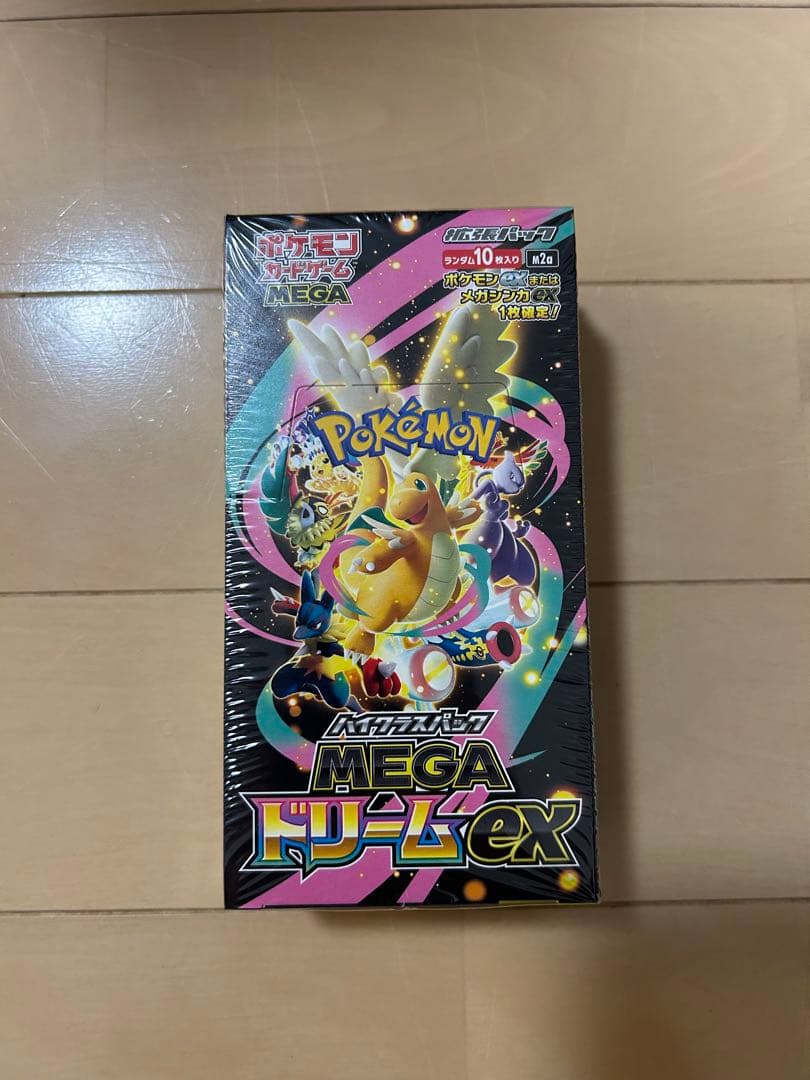 ポケモン
カードゲーム
MEGA
拡張パック
ランダム10枚入り M2a
ポケモンexまたは
メガシンカex
1枚確定!
POKéMON
ハイクラスパック
MEGA
ドリームex